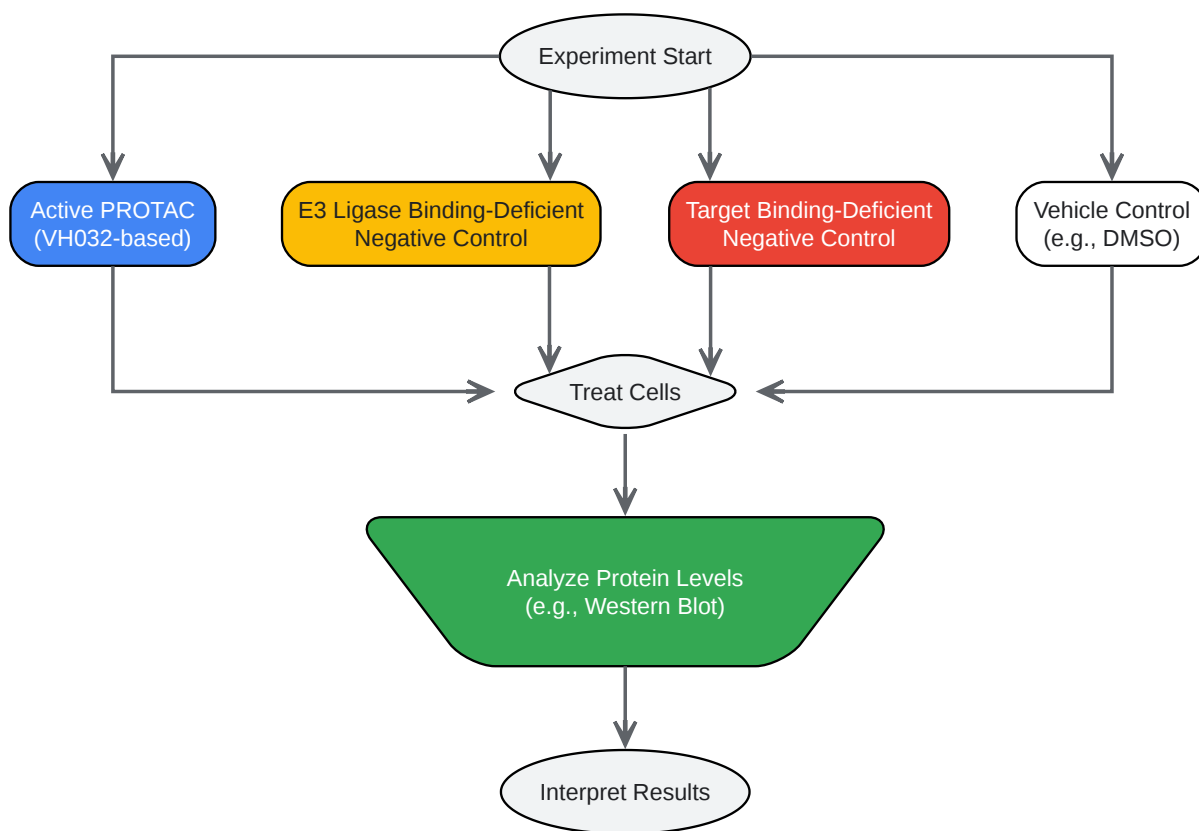 Experiment Start
Active PROTAC
(VH032-based)
E3 Ligase Binding-Deficient
Negative Control
Target Binding-Deficient
Negative Control
Vehicle Control
(e.g., DMSO)
Treat Cells
Analyze Protein Levels
(e.g., Western Blot)
Interpret Results